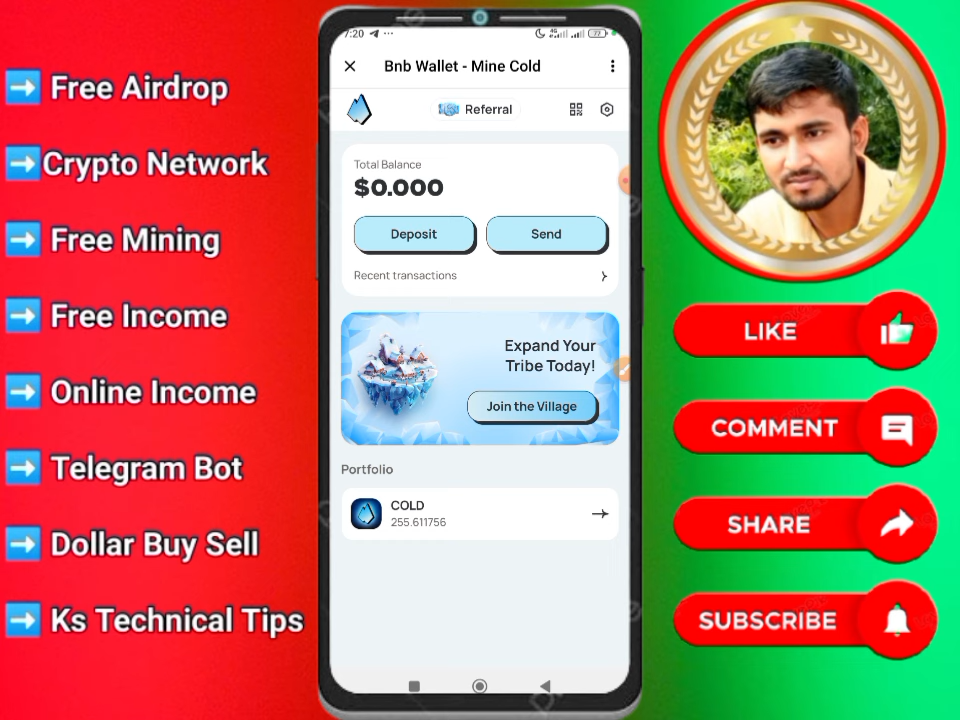 Free Airdrop
Crypto Network
Free Mining
Free Income
Online Income
Telegram Bot
Dollar Buy Sell
Ks Technical Tips
7:20
4G
77
Bnb Wallet - Mine Cold
Referral
Total Balance
$0.000
Deposit
Send
Recent transactions
Expand Your
Tribe Today!
Join the Village
Portfolio
COLD
255.611756
LIKE
COMMENT
SHARE
SUBSCRIBE